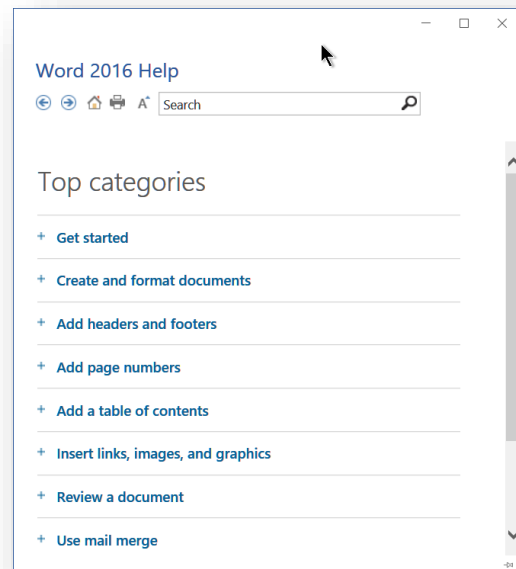 Word 2016 Help
A
Search
Top categories
+ Get started
+ Create and format documents
+ Add headers and footers
+ Add page numbers
+ Add a table of contents
+ Insert links, images, and graphics
+ Review a document
+ Use mail merge